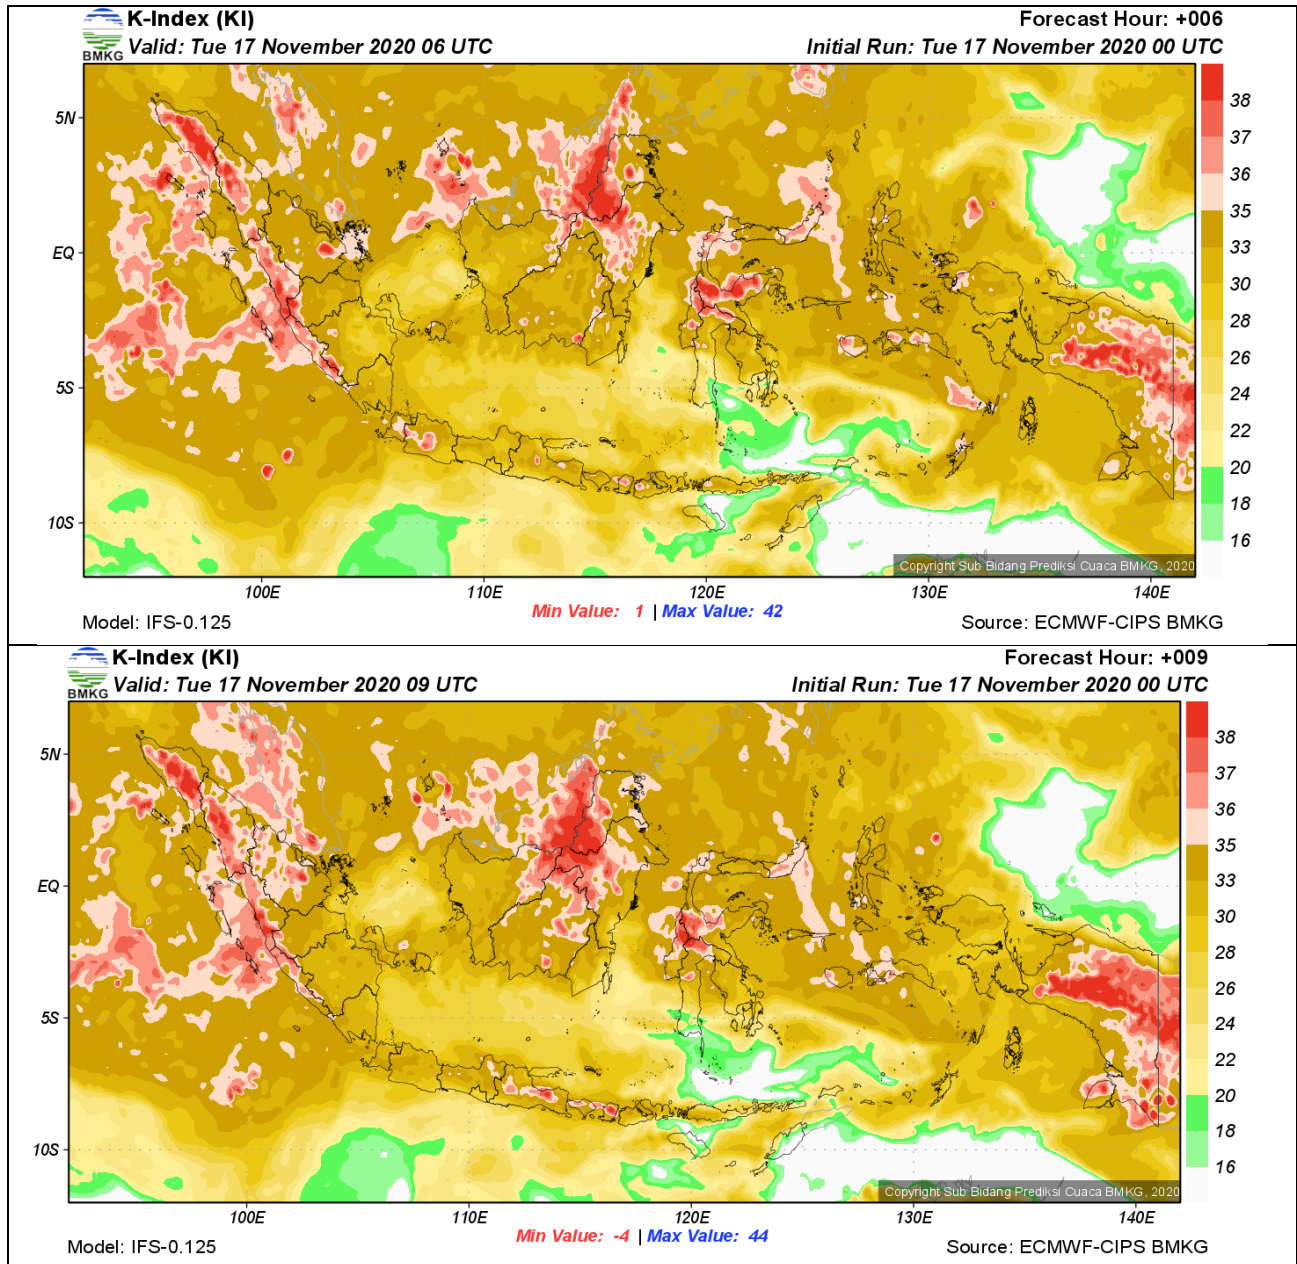 K-Index (KI) Forecast Hour: +006
BMKG Valid: Tue 17 November 2020 06 UTC Initial Run: Tue 17 November 2020 00 UTC
38
5N 37
36
35
EQ 33
30
28
26
5S 24
22
20
10S 18
16
Copyright Sub Bidang Prediksi Cuaca BMKG, 2020
100E 110E 120E 130E 140E
Min Value: 1 | Max Value: 42
Model: IFS-0.125 Source: ECMWF-CIPS BMKG
K-Index (KI) Forecast Hour: +009
BMKG Valid: Tue 17 November 2020 09 UTC Initial Run: Tue 17 November 2020 00 UTC
38
5N 37
36
35
EQ 33
30
28
26
5S 24
22
20
18
10S 16
Copyright Sub Bidang Prediksi Cuaca BMKG, 2020
100E 110E 120E 130E 140E
Min Value: -4 | Max Value: 44
Model: IFS-0.125 Source: ECMWF-CIPS BMKG